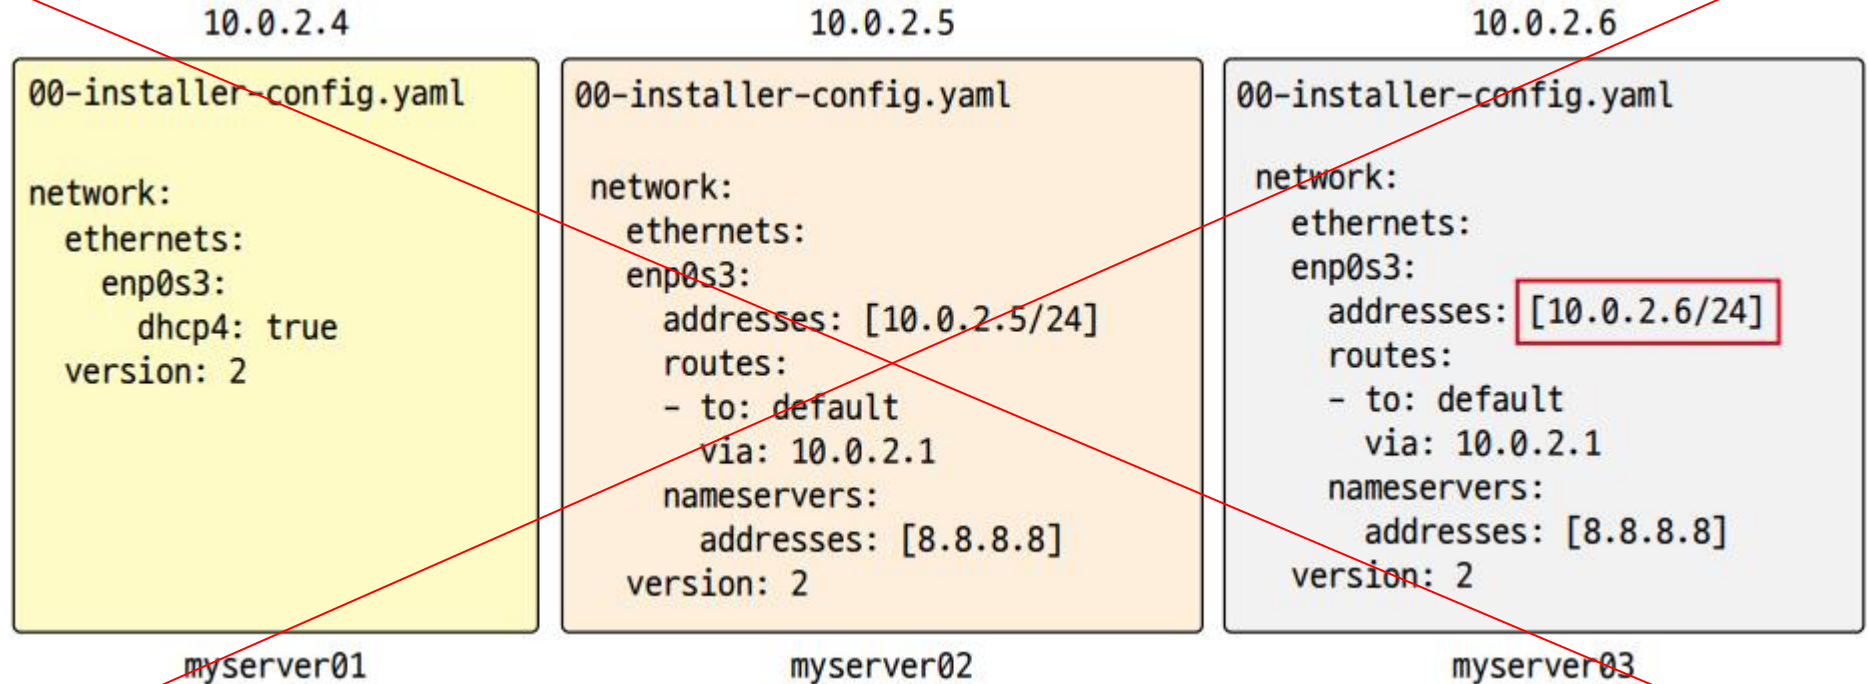 10.0.2.4
00-installer-config.yaml
network:
  ethernets:
    enp0s3:
      dhcp4: true
  version: 2
myserver01
10.0.2.5
00-installer-config.yaml
network:
  ethernets:
  enp0s3:
    addresses: [10.0.2.5/24]
    routes:
    - to: default
      via: 10.0.2.1
    nameservers:
      addresses: [8.8.8.8]
  version: 2
myserver02
10.0.2.6
00-installer-config.yaml
network:
  ethernets:
  enp0s3:
    addresses: [10.0.2.6/24]
    routes:
    - to: default
      via: 10.0.2.1
    nameservers:
      addresses: [8.8.8.8]
  version: 2
myserver03